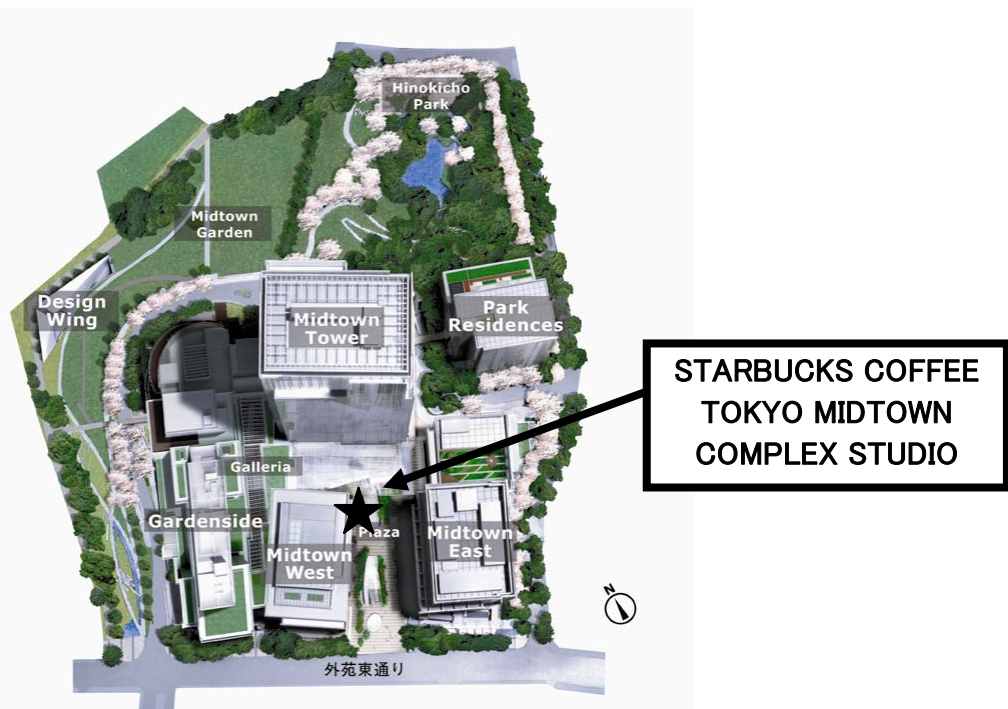 Hinokicho
Park
Midtown
Garden
Design
Wing
Midtown
Tower
Park
Residences
STARBUCKS COFFEE
TOKYO MIDTOWN
COMPLEX STUDIO
Galleria
Gardenside
Plaza
Midtown
West
Midtown
East
N
外苑東通り